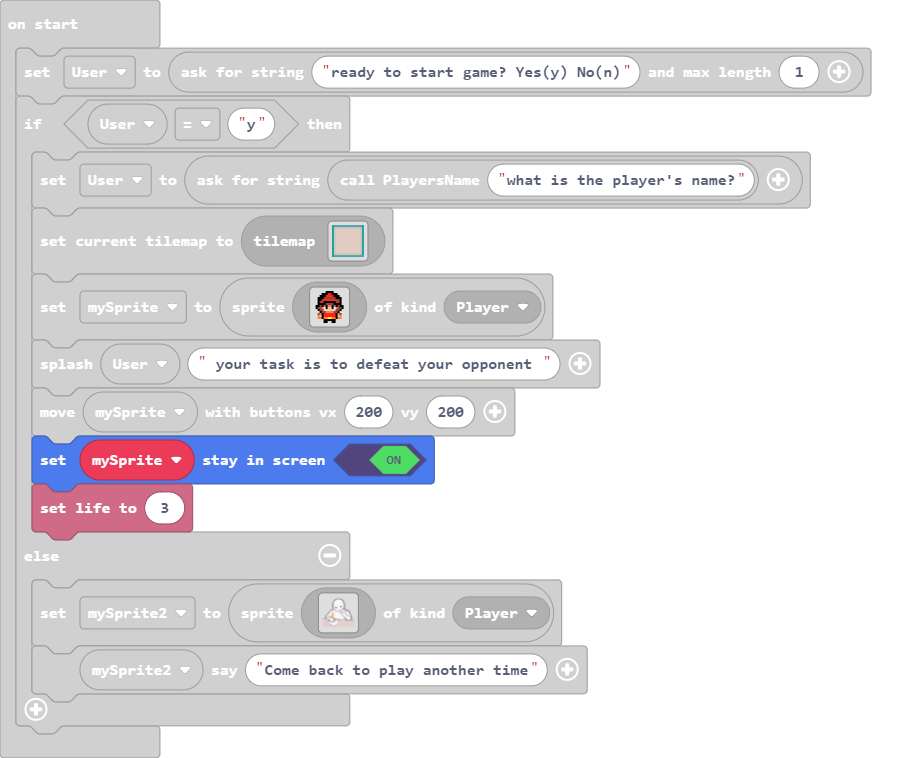 on start
set User to ask for string "ready to start game? Yes(y) No(n)" and max length 1
if User = "y" then
set User to ask for string call PlayersName "what is the player's name?"
set current tilemap to tilemap
set mySprite to sprite of kind Player
splash User " your task is to defeat your opponent "
move mySprite with buttons vx 200 vy 200
set mySprite stay in screen ON
set life to 3
else
set mySprite2 to sprite of kind Player
mySprite2 say "Come back to play another time"